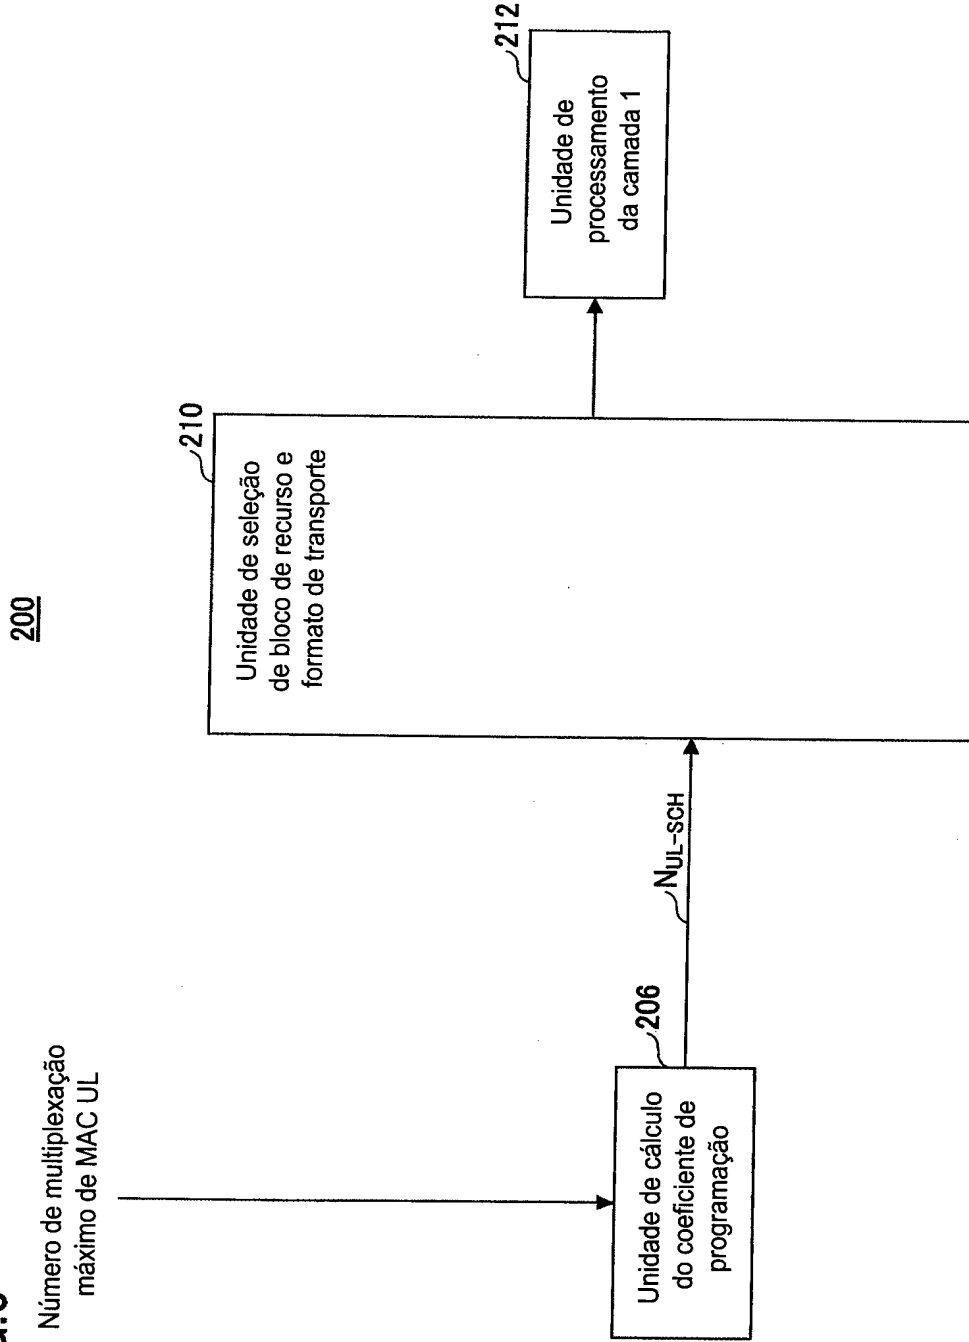 200
Número de multiplexação
máximo de MAC UL
Unidade de cálculo
do coeficiente de
programação
206
NUL-SCH
Unidade de seleção
de bloco de recurso e
formato de transporte
210
Unidade de
processamento
da camada 1
212